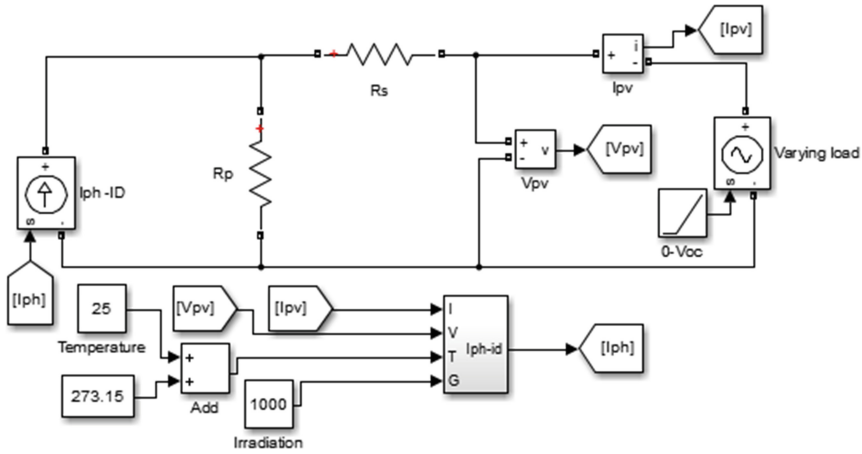 [Ipv]
i
+
-
Ipv
+
Rs
+
Rp
+
-
v
Vpv
[Vpv]
+
s
-
Varying load
0-Voc
+
s
-
Iph -ID
[Iph]
25
Temperature
[Vpv]
[Ipv]
I
V
T
G
Iph-id
[Iph]
+
+
Add
273.15
1000
Irradiation